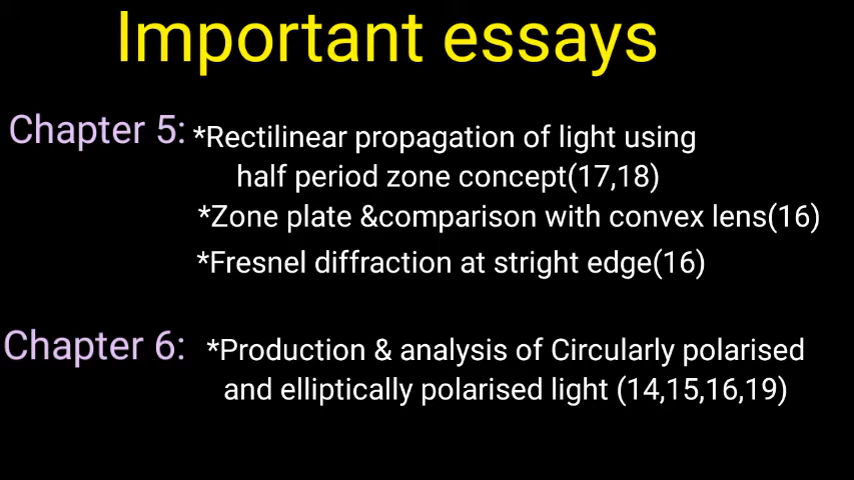 Important essays
Chapter 5: *Rectilinear propagation of light using
half period zone concept(17,18)
*Zone plate &comparison with convex lens(16)
*Fresnel diffraction at stright edge(16)
Chapter 6: *Production & analysis of Circularly polarised
and elliptically polarised light (14,15,16,19)